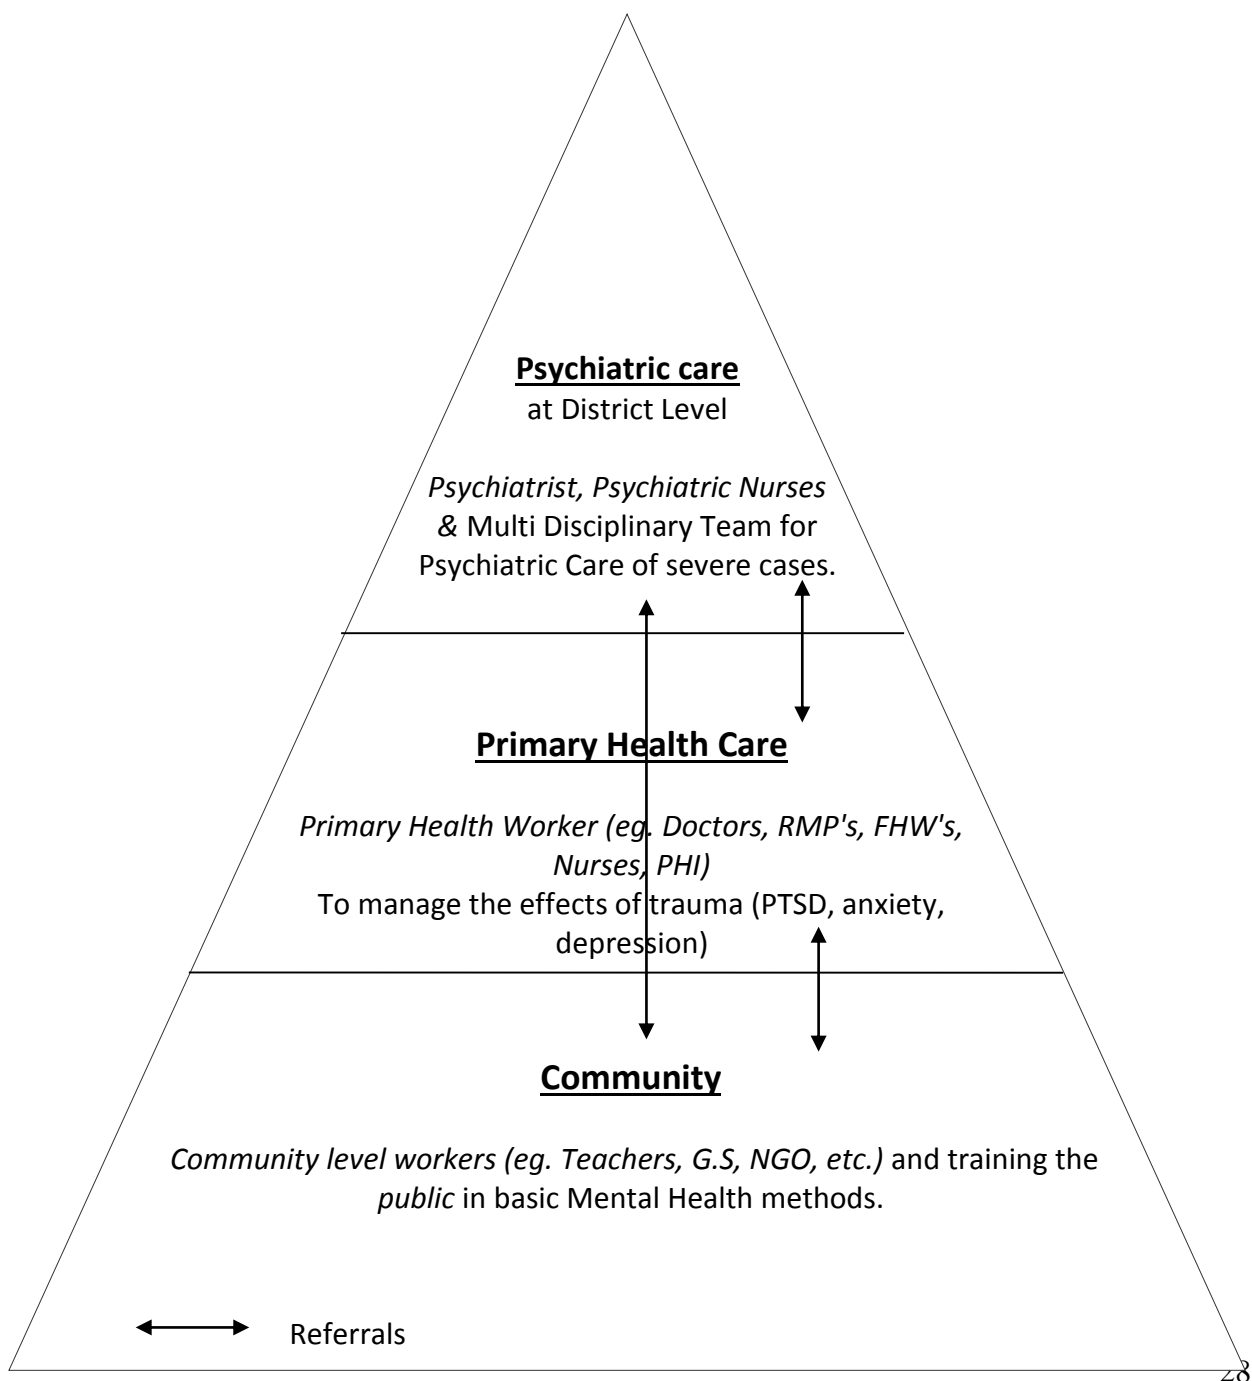 Psychiatric care
at District Level
Psychiatrist, Psychiatric Nurses
& Multi Disciplinary Team for
Psychiatric Care of severe cases.
Primary Health Care
Primary Health Worker (eg. Doctors, RMP's, FHW's,
Nurses, PHI)
To manage the effects of trauma (PTSD, anxiety,
depression)
Community
Community level workers (eg. Teachers, G.S, NGO, etc.) and training the
public in basic Mental Health methods.
Referrals